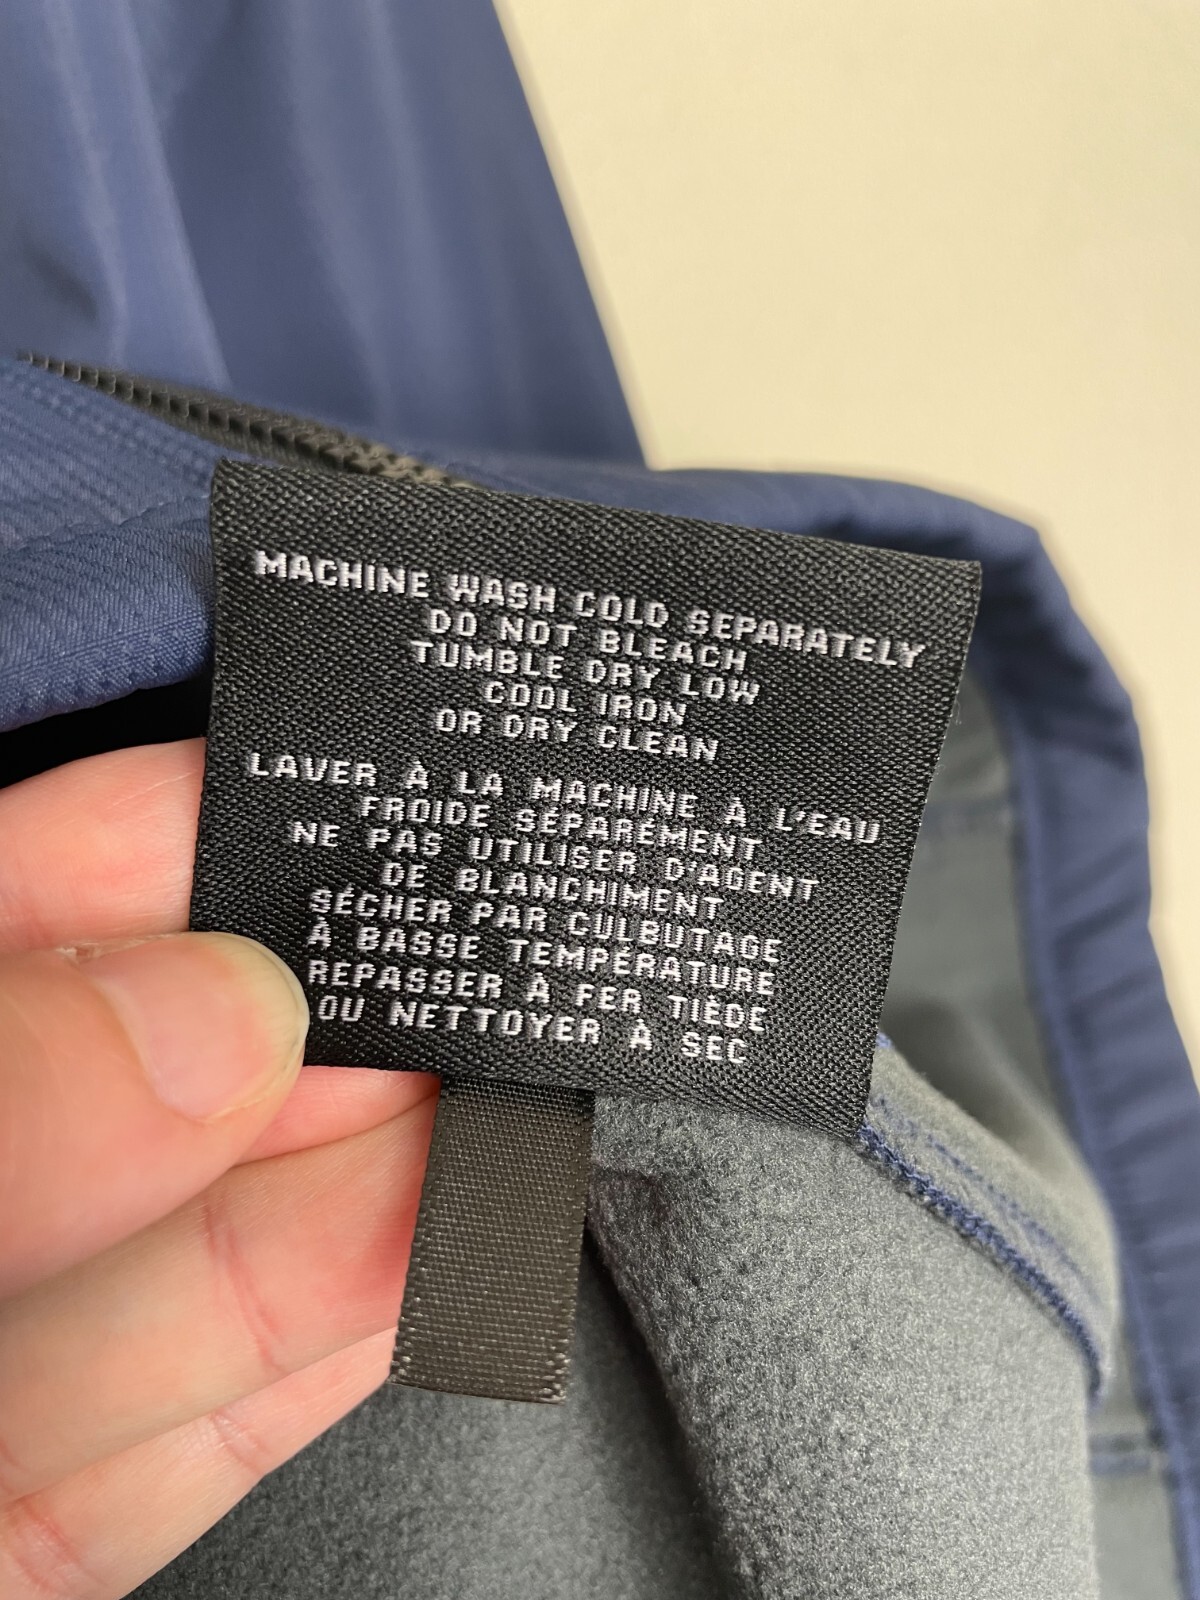 MACHINE WASH COLD SEPARATELY
DO NOT BLEACH
TUMBLE DRY LOW
COOL IRON
OR DRY CLEAN
LAVER À LA MACHINE À L'EAU
FROIDE SÉPARÉMENT
NE PAS UTILISER D'AGENT
DE BLANCHIMENT
SÉCHER PAR CULBUTAGE
À BASSE TEMPÉRATURE
REPASSER À FER TIÈDE
OU NETTOYER À SEC